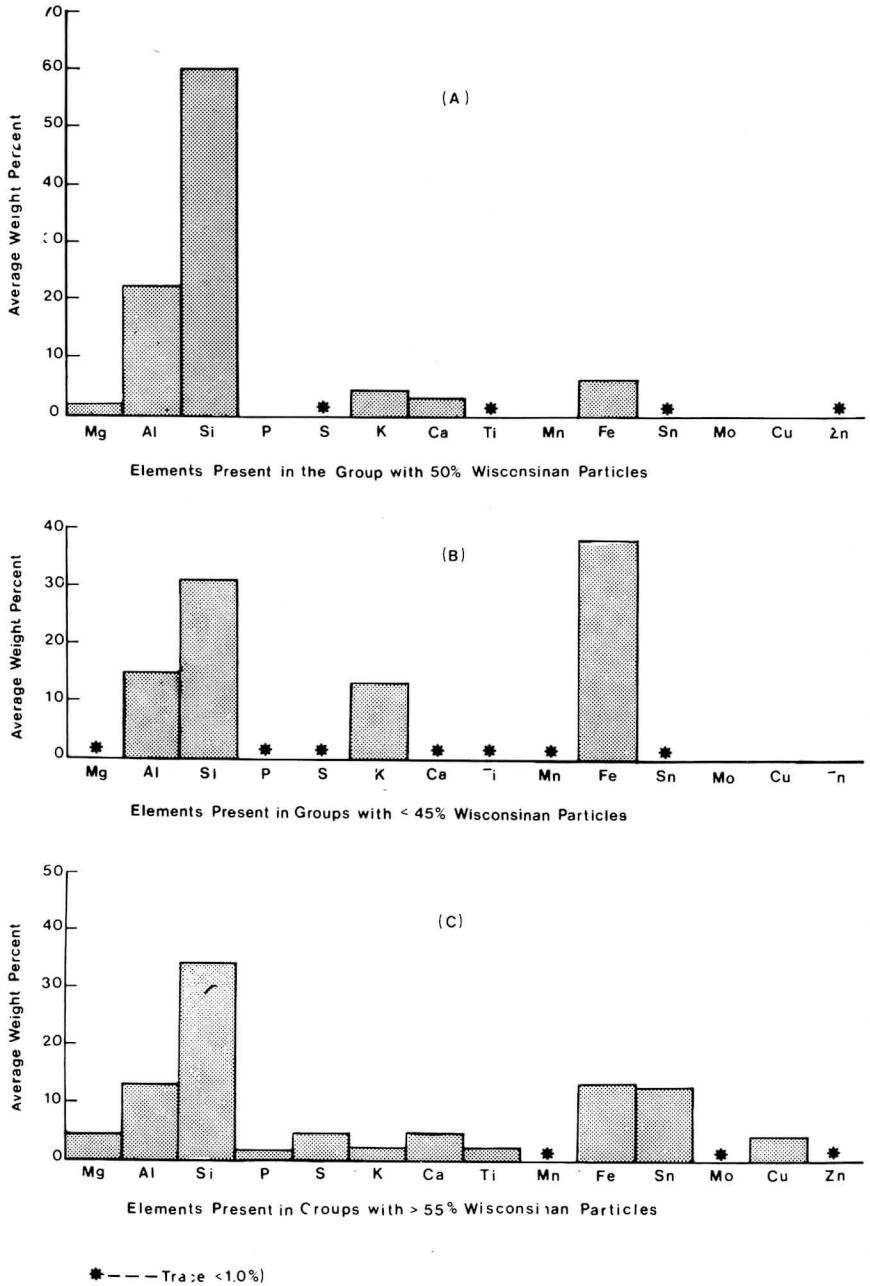 Average Weight Percent
70
60
50
40
30
20
10
0
(A)
Mg Al Si P S K Ca Ti Mn Fe Sn Mo Cu Zn
Elements Present in the Group with 50% Wisconsinan Particles
Average Weight Percent
40
30
20
10
0
(B)
Mg Al Si P S K Ca Ti Mn Fe Sn Mo Cu Zn
Elements Present in Groups with < 45% Wisconsinan Particles
Average Weight Percent
50
40
30
20
10
0
(C)
Mg Al Si P S K Ca Ti Mn Fe Sn Mo Cu Zn
Elements Present in Groups with > 55% Wisconsinan Particles
✸ – – – – Trace <1.0%)